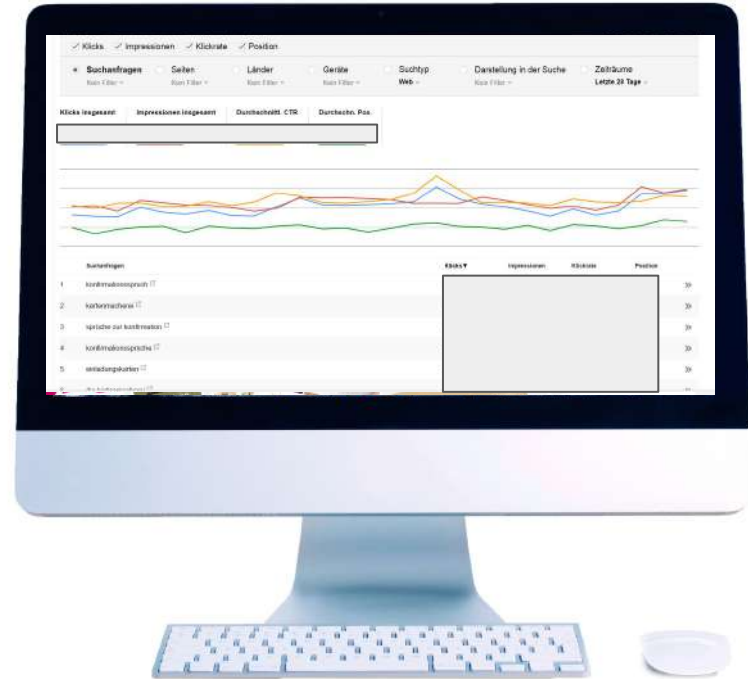 Klicks Impressionen Klickrate Position
Suchanfragen Seiten Länder Geräte Suchtyp Darstellung in der Suche Zeiträume
Kein Filter Kein Filter Kein Filter Kein Filter Web Kein Filter Letzte 28 Tage
Klicks insgesamt Impressionen insgesamt Durchschnittl. CTR Durchschn. Pos.
Suchanfragen Klicks▼ Impressionen Klickrate Position
1 konfirmationsspruch »
2 kartenmacherei »
3 sprüche zur konfirmation »
4 konfirmationssprüche »
5 einladungskarten »